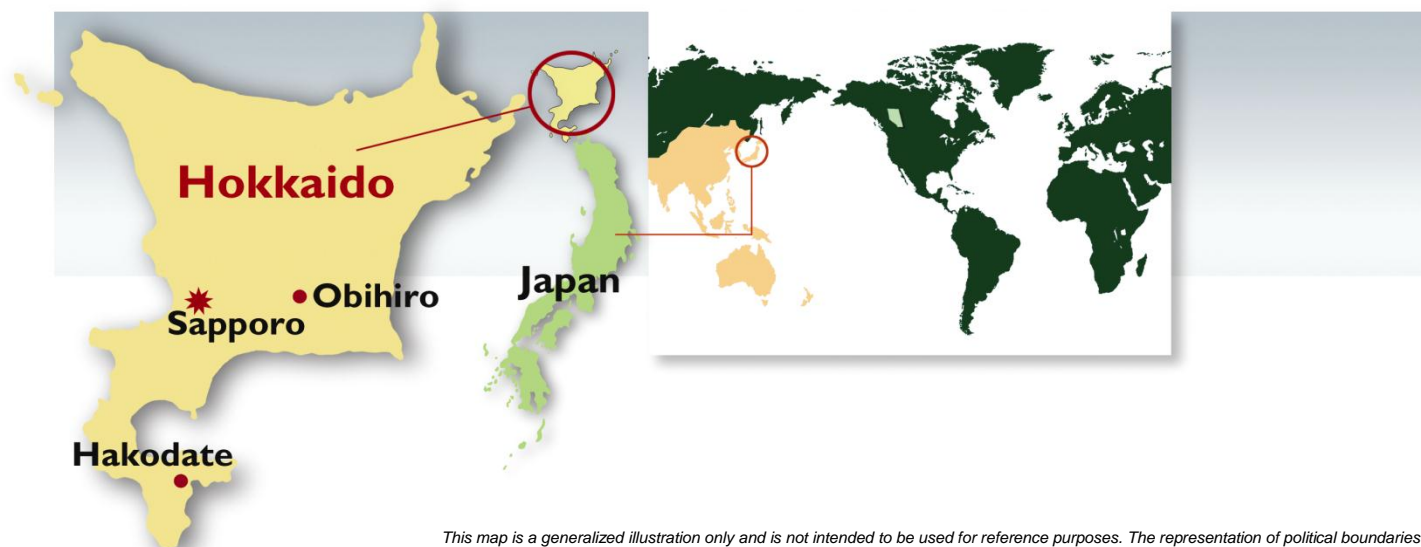 Hokkaido
Japan
Obihiro
Sapporo
Hakodate
This map is a generalized illustration only and is not intended to be used for reference purposes. The representation of political boundaries